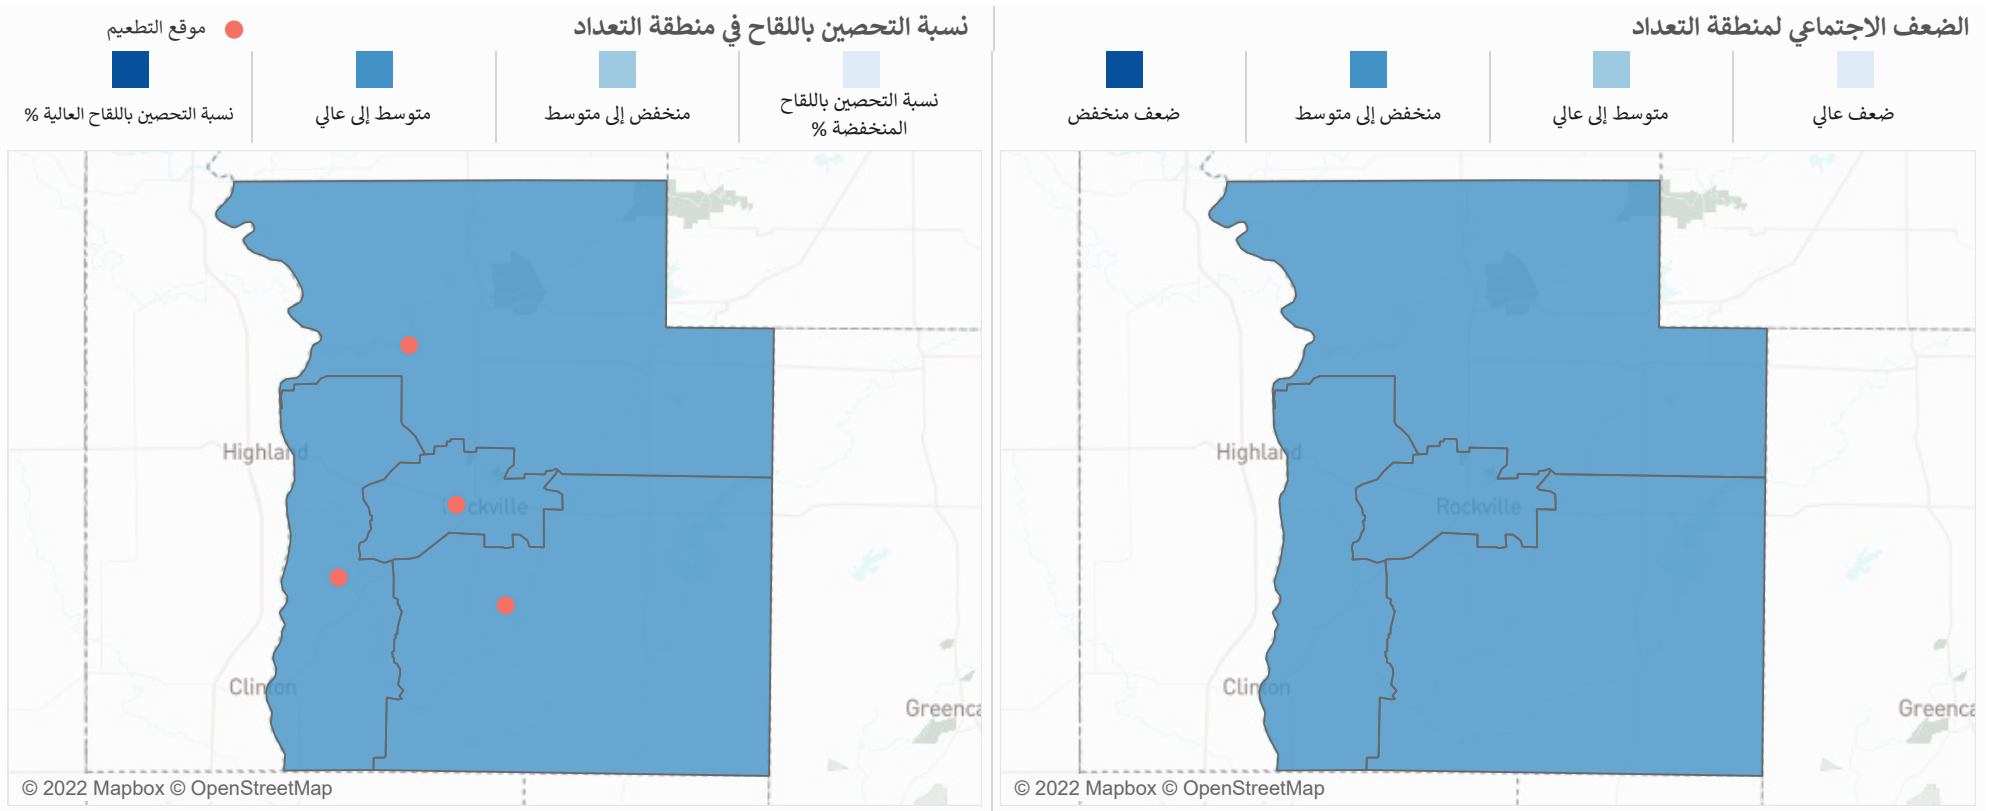 الضعف الاجتماعي لمنطقة التعداد
ضعف عالي
متوسط إلى عالي
منخفض إلى متوسط
ضعف منخفض
Highland
Rockville
Clinton
Greenca
© 2022 Mapbox © OpenStreetMap
نسبة التحصين باللقاح في منطقة التعداد
موقع التطعيم
نسبة التحصين باللقاح
المنخفضة %
منخفض إلى متوسط
متوسط إلى عالي
نسبة التحصين باللقاح العالية %
Highland
ckville
Clinton
Greenca
© 2022 Mapbox © OpenStreetMap